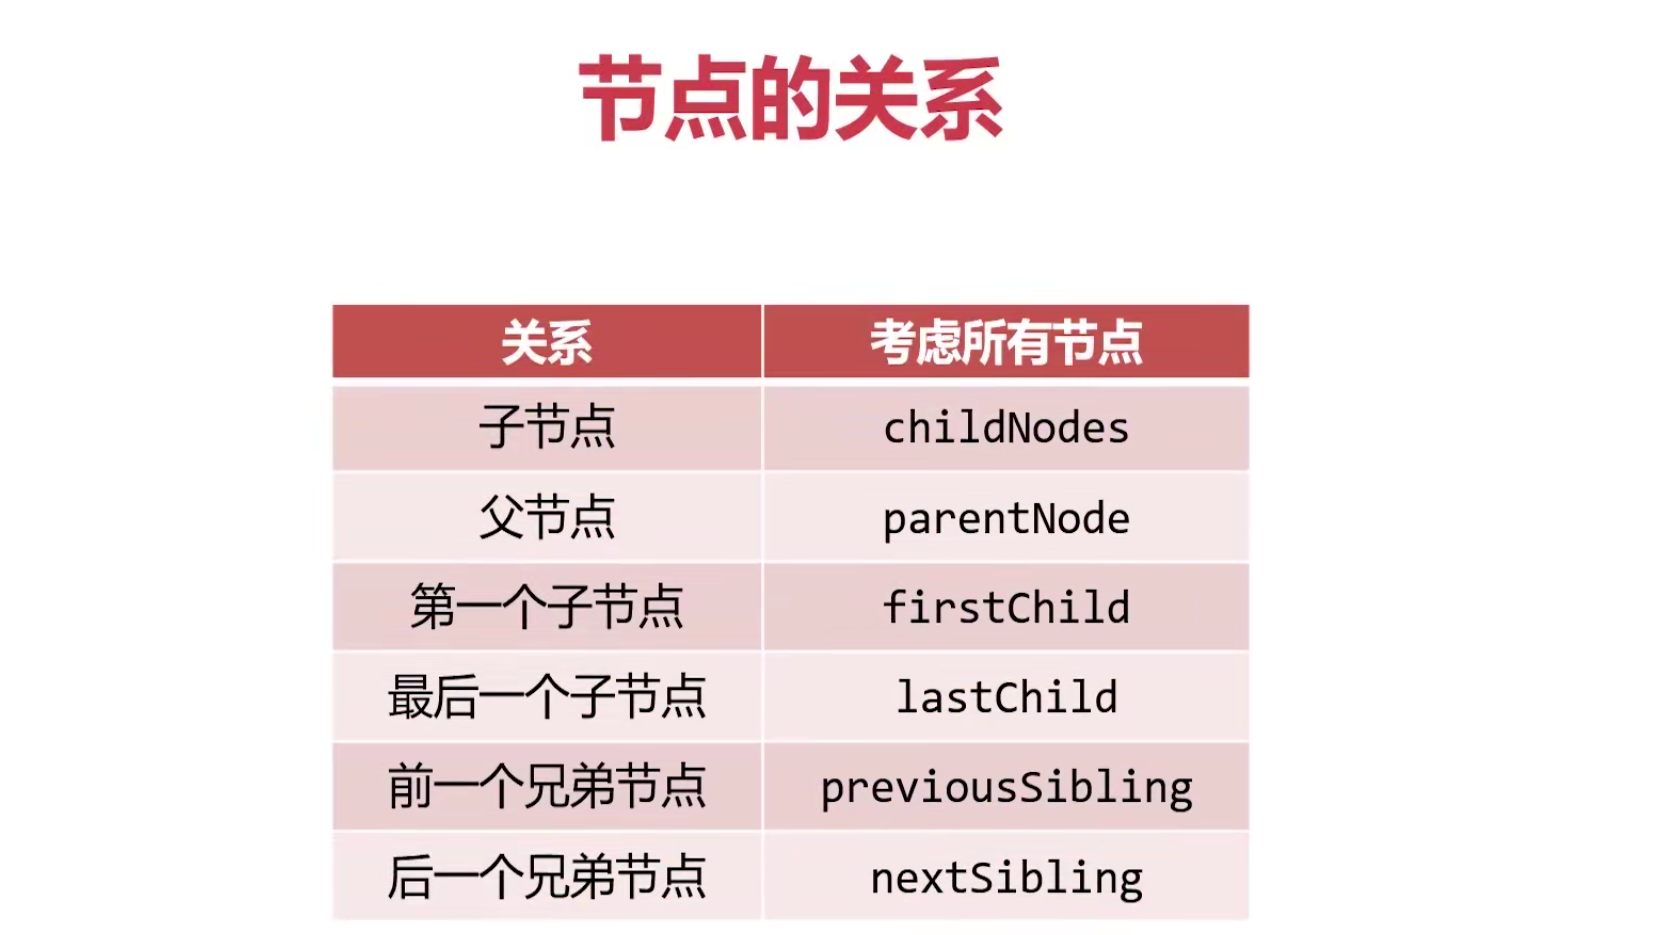 节点的关系
关系 考虑所有节点
子节点 childNodes
父节点 parentNode
第一个子节点 firstChild
最后一个子节点 lastChild
前一个兄弟节点 previousSibling
后一个兄弟节点 nextSibling